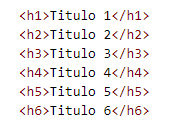 <h1>Titulo 1</h1>
<h2>Titulo 2</h2>
<h3>Titulo 3</h3>
<h4>Titulo 4</h4>
<h5>Titulo 5</h5>
<h6>Titulo 6</h6>